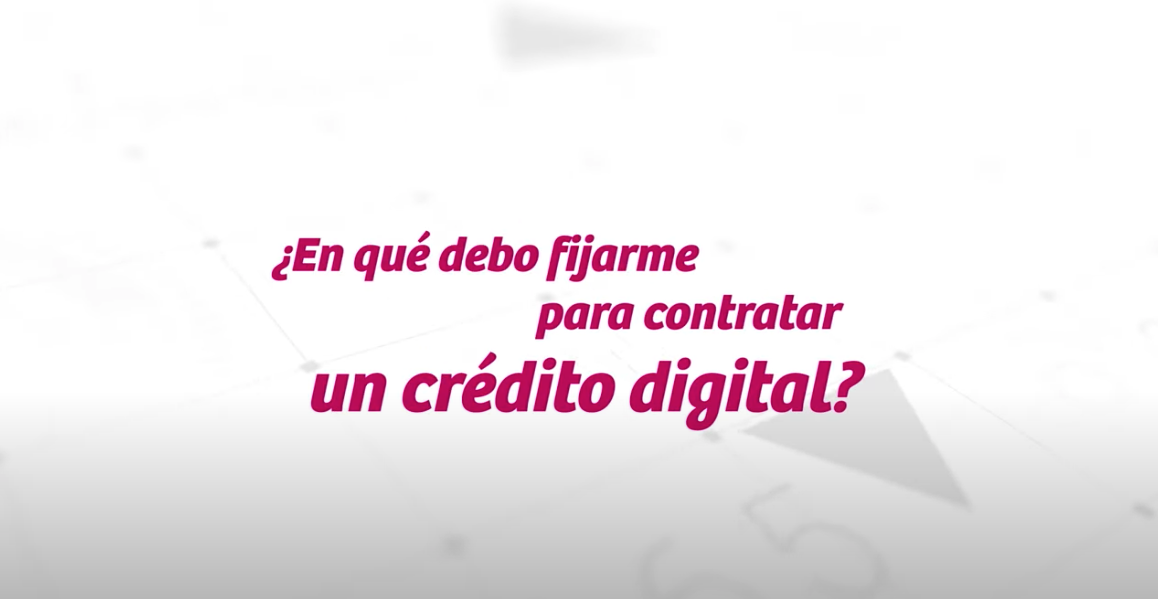 ¿En qué debo fijarme
para contratar
un crédito digital?